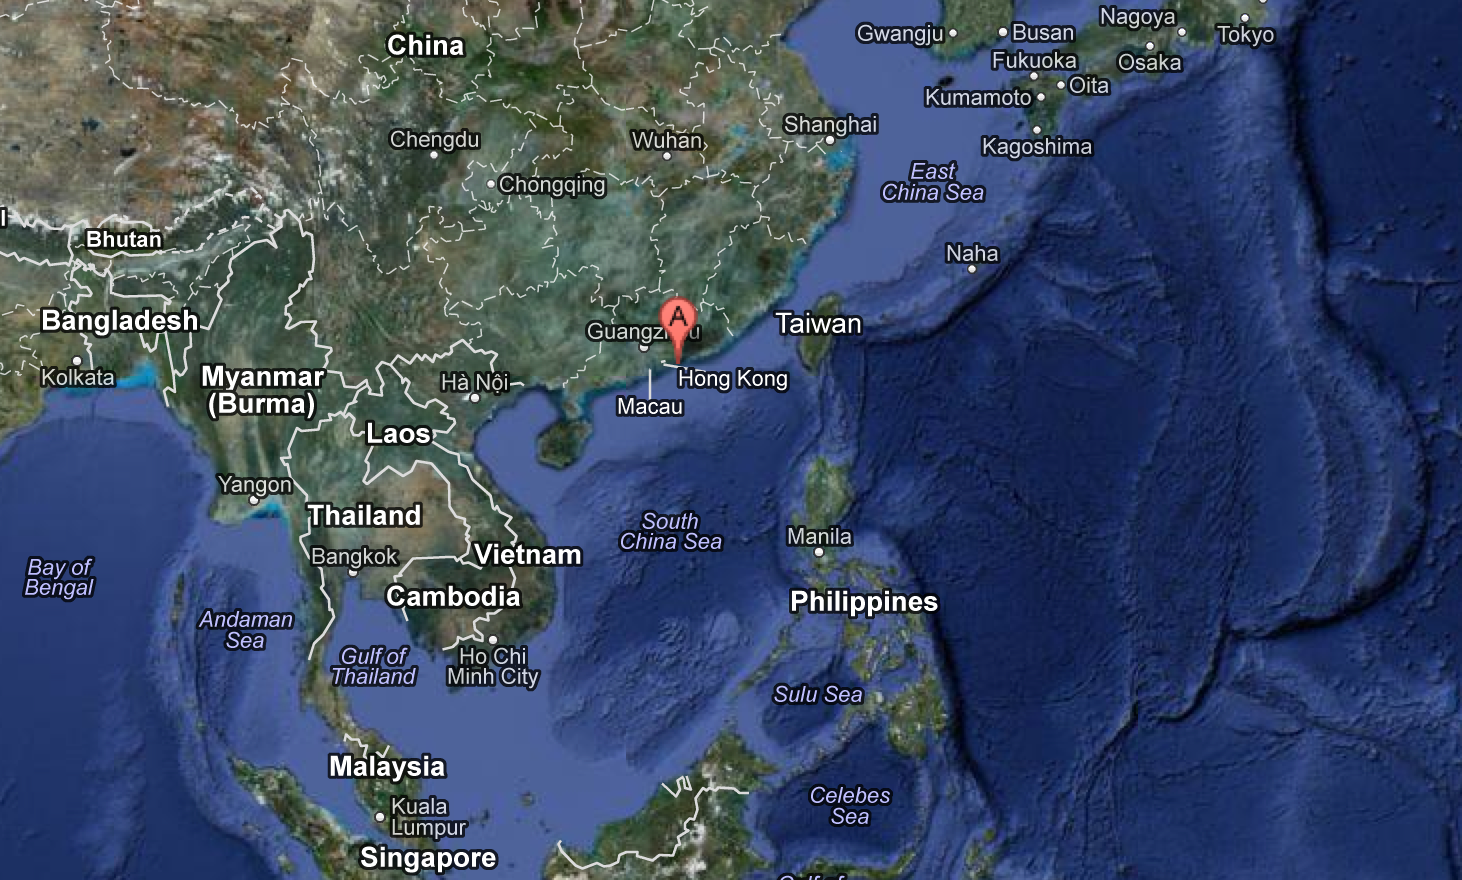 Nagoya
Gwangju
Busan
Tokyo
China
Fukuoka
Osaka
Oita
Kumamoto
Shanghai
Chengdu
Wuhan
Kagoshima
East
China Sea
Chongqing
Bhutan
Naha
Bangladesh
A
Taiwan
Kolkata
Myanmar
(Burma)
Hà Nội
Hong Kong
Macau
Laos
Yangon
Thailand
South
China Sea
Manila
Bangkok
Vietnam
Bay of
Bengal
Cambodia
Philippines
Andaman
Sea
Gulf of
Thailand
Ho Chi
Minh City
Sulu Sea
Malaysia
Celebes
Sea
Kuala
Lumpur
Singapore
Gulf of